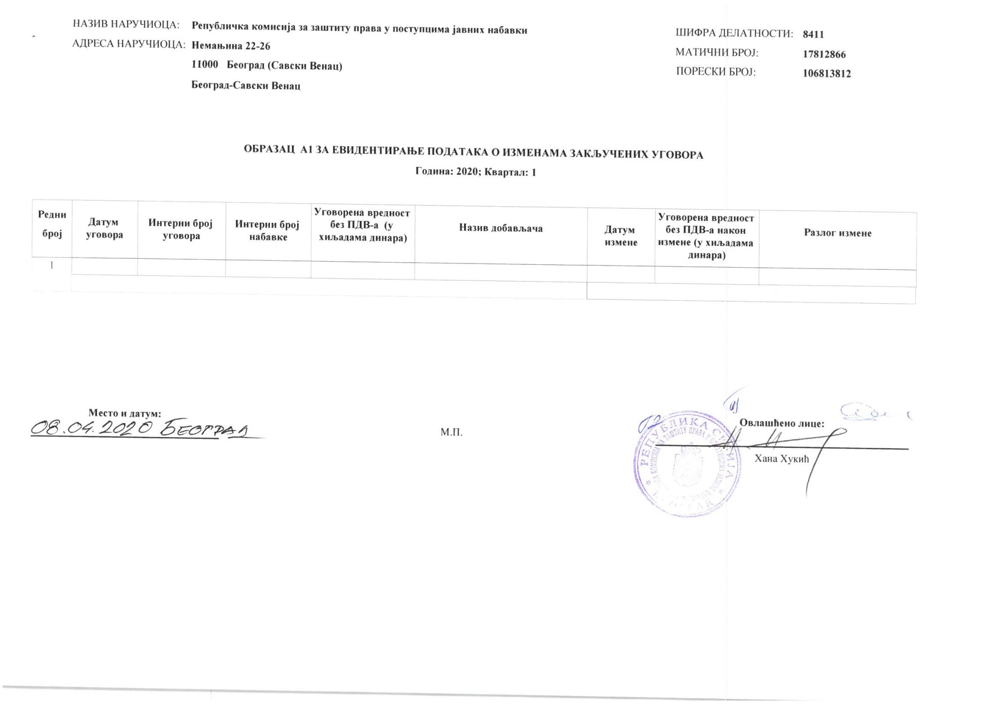 НАЗИВ НАРУЧИОЦА: Републичка комисија за заштиту права у поступцима јавних набавки
АДРЕСА НАРУЧИОЦА: Немањина 22-26
11000 Београд (Савски Венац)
Београд-Савски Венац
ШИФРА ДЕЛАТНОСТИ: 8411
МАТИЧНИ БРОЈ: 17812866
ПОРЕСКИ БРОЈ: 106813812
ОБРАЗАЦ А1 ЗА ЕВИДЕНТИРАЊЕ ПОДАТАКА О ИЗМЕНАМА ЗАКЉУЧЕНИХ УГОВОРА
Година: 2020; Квартал: 1
Редни
број
Датум
уговора
Интерни број
уговора
Интерни број
набавке
Уговорена вредност
без ПДВ-а (у
хиљадама динара)
Назив добављача
Датум
измене
Уговорена вредност
без ПДВ-а након
измене (у хиљадама
динара)
Разлог измене
1
Место и датум:
08.04.2020 БЕОГРАД
М.П.
Овлашћено лице:
Хана Хукић
РЕПУБЛИКА СРБИЈА
КОМИСИЈА ЗА ЗАШТИТУ ПРАВА У ПОСТУПЦИМА